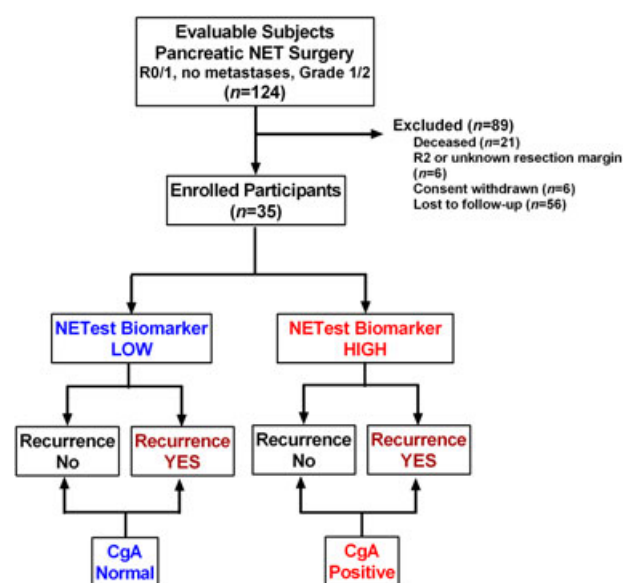 Evaluable Subjects
Pancreatic NET Surgery
R0/1, no metastases, Grade 1/2
(n=124)
Excluded (n=89)
Deceased (n=21)
R2 or unknown resection margin
(n=6)
Consent withdrawn (n=6)
Lost to follow-up (n=56)
Enrolled Participants
(n=35)
NETest Biomarker
LOW
NETest Biomarker
HIGH
Recurrence
No
Recurrence
YES
Recurrence
No
Recurrence
YES
CgA
Normal
CgA
Positive